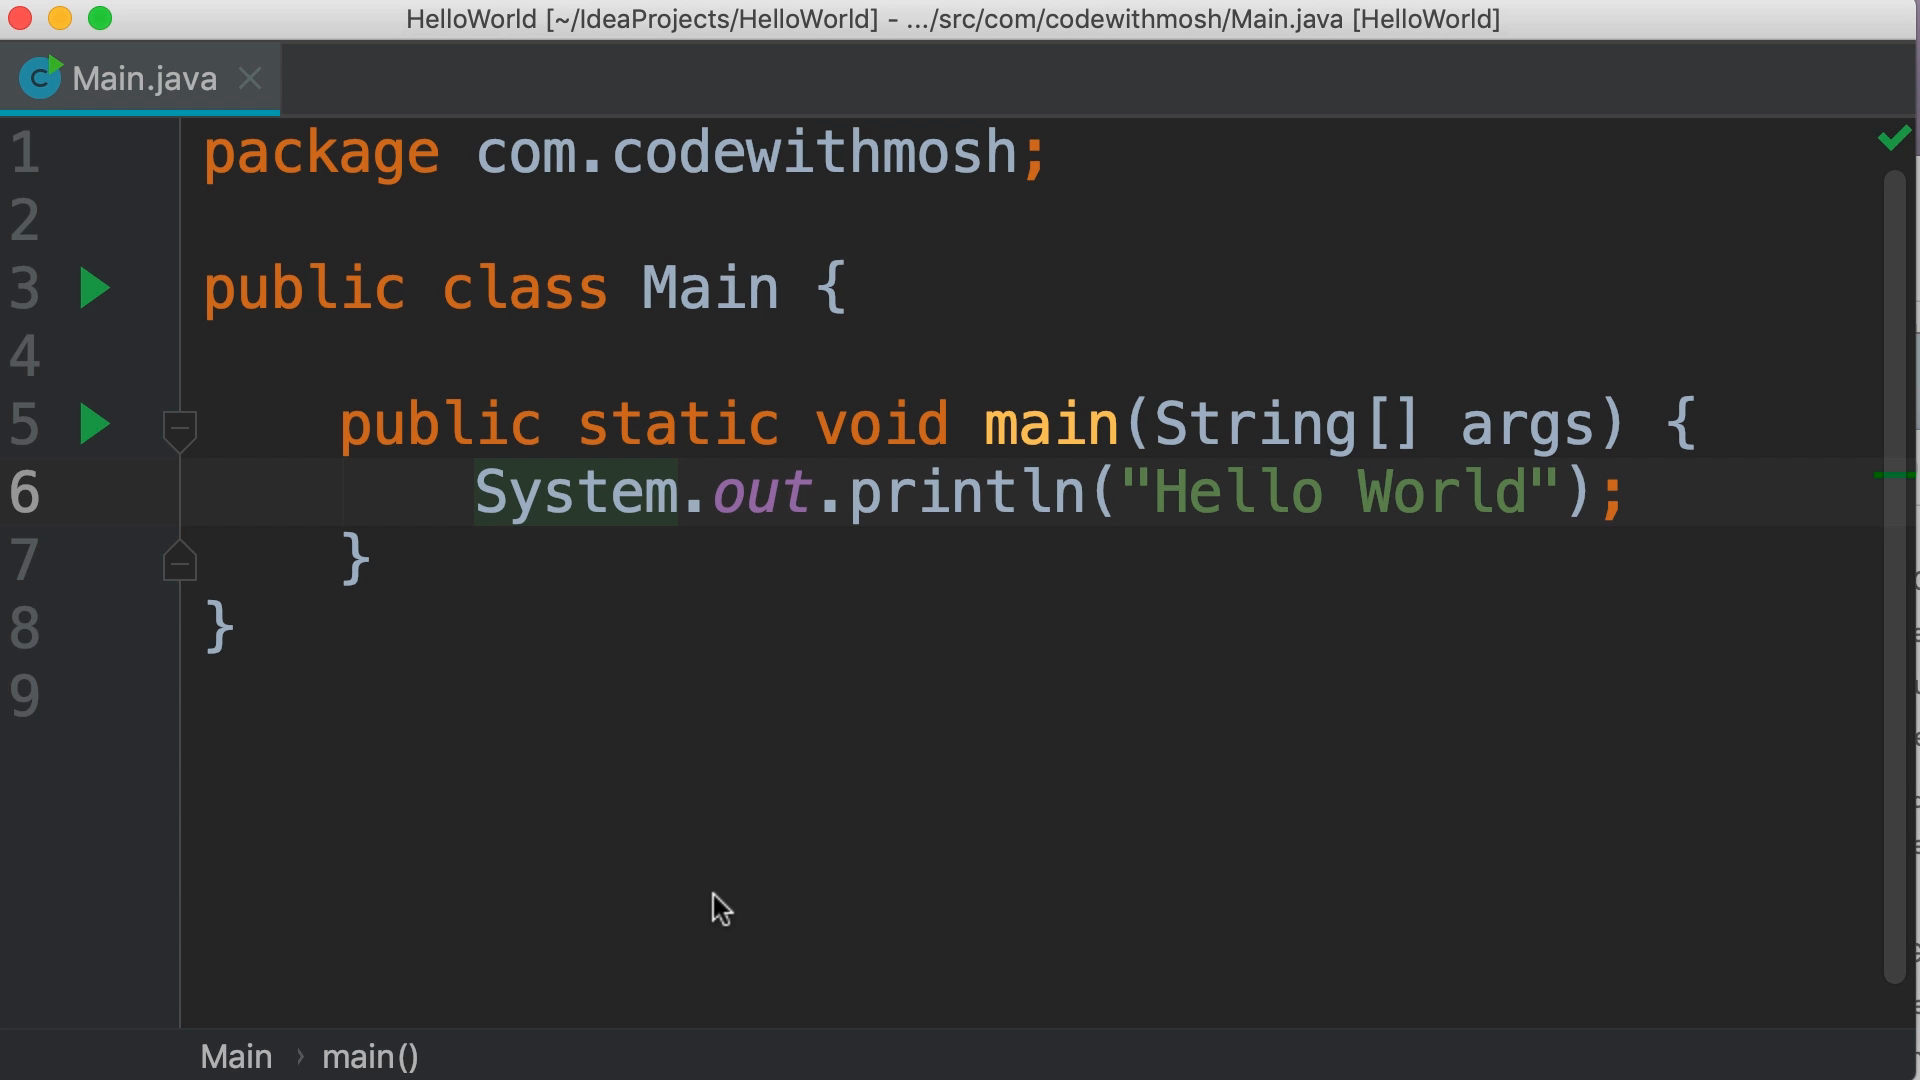 HelloWorld [~/IdeaProjects/HelloWorld] - .../src/com/codewithmosh/Main.java [HelloWorld]
C Main.java
1 package com.codewithmosh;
2
3 public class Main {
4
5     public static void main(String[] args) {
6         System.out.println("Hello World");
7     }
8 }
9
Main › main()